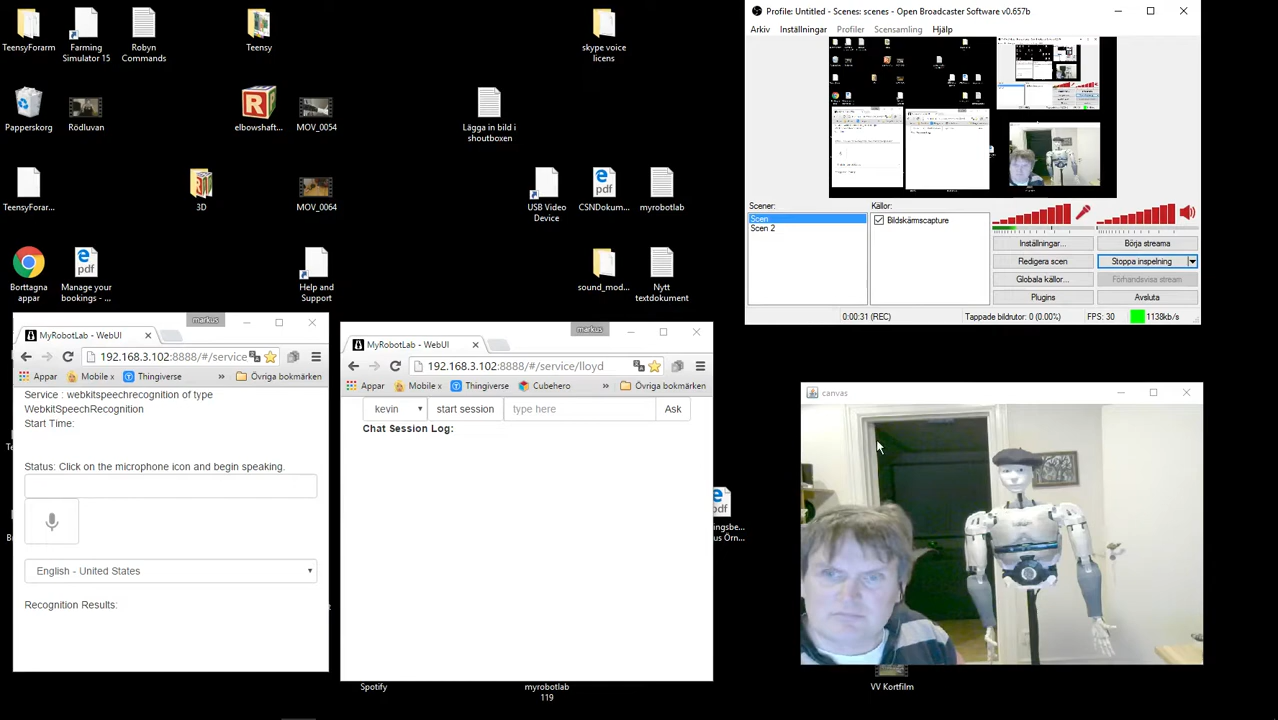 TeensyForarm
Farming
Simulator 15
Robyn
Commands
Teensy
skype voice
licens
Papperskorg
Rödluvan
elbowshaft...
MOV_0054
Lägga in bild i
shoutboxen
TeensyForar...
3D
MOV_0064
USB Video
Device
CSNDokum...
myrobotlab
Borttagna
appar
Manage your
bookings - ...
Help and
Support
sound_mod...
Nytt
textdokument
Profile: Untitled - Scenes: scenes - Open Broadcaster Software v0.657b
Arkiv Inställningar Profiler Scensamling Hjälp
Scener:
Scen
Scen 2
Källor:
Bildskämscapture
Inställningar... Börja streama
Redigera scen Stoppa inspelning
Globala källor... Förhandsvisa stream
Plugins Avsluta
0:00:31 (REC) Tappade bildrutor: 0 (0.00%) FPS: 30 1138kb/s
markus
MyRobotLab - WebUI
192.168.3.102:8888/#/service
Appar Mobile x Thingiverse » Övriga bokmärken
Service : webkitspeechrecognition of type
WebkitSpeechRecognition
Start Time:
Status: Click on the microphone icon and begin speaking.
English - United States
Recognition Results:
markus
MyRobotLab - WebUI
192.168.3.102:8888/#/service/lloyd
Appar Mobile x Thingiverse Cubehero » Övriga bokmärken
kevin start session type here Ask
Chat Session Log:
canvas
ingsbe...
us Örn...
Spotify
myrobotlab
119
VV Kortfilm